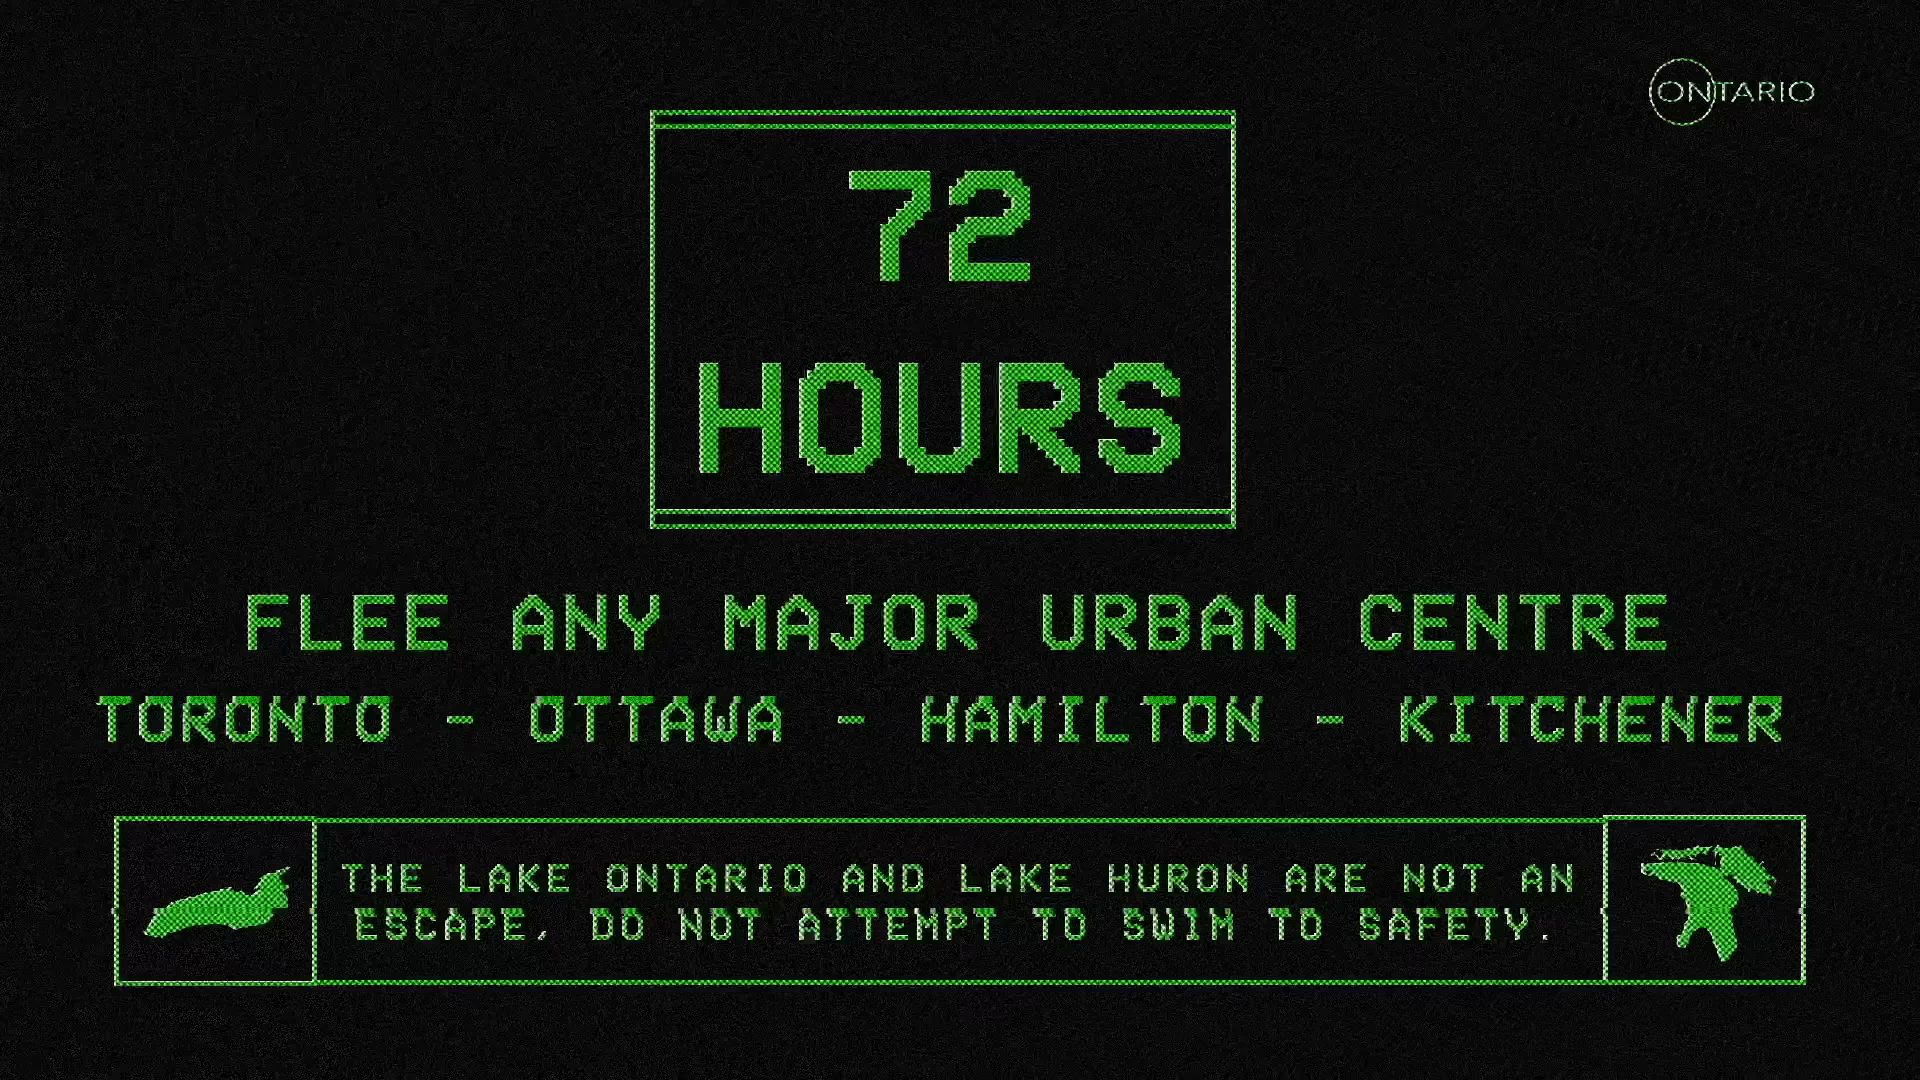 ONTARIO
72
HOURS
FLEE ANY MAJOR URBAN CENTRE
TORONTO - OTTAWA - HAMILTON - KITCHENER
THE LAKE ONTARIO AND LAKE HURON ARE NOT AN
ESCAPE, DO NOT ATTEMPT TO SWIM TO SAFETY.